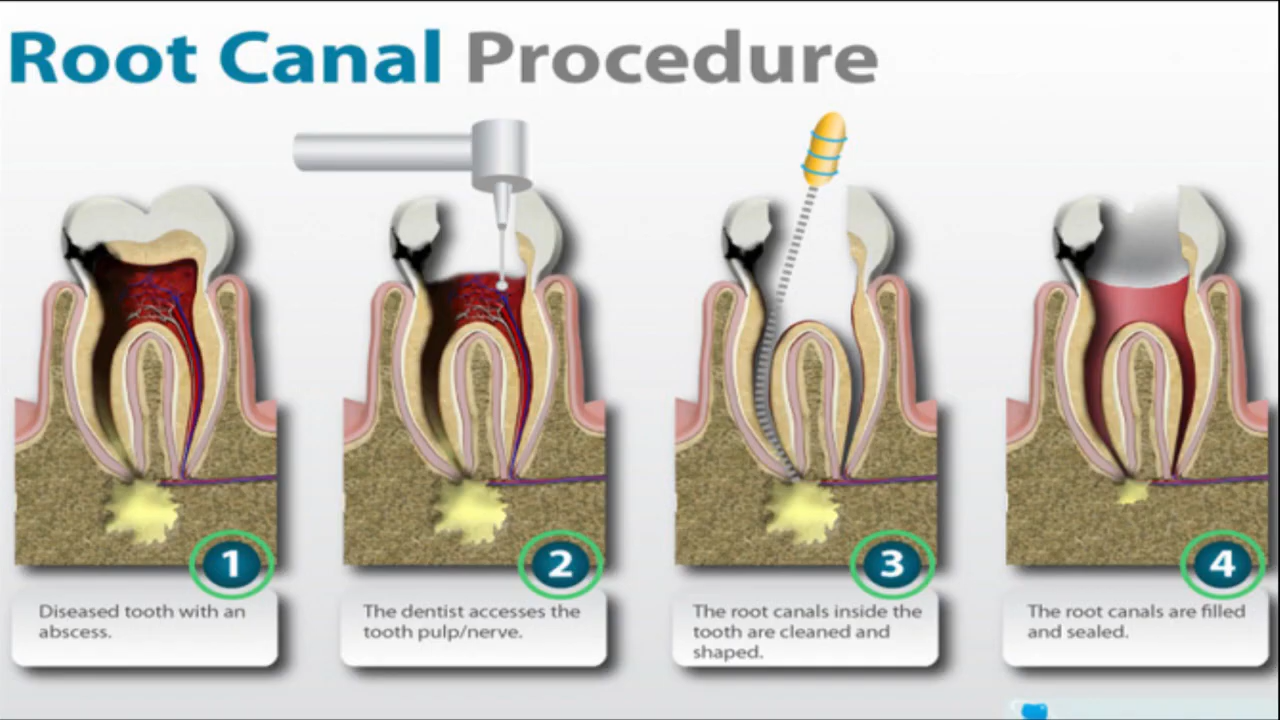 Root Canal Procedure
1
Diseased tooth with an
abscess.
2
The dentist accesses the
tooth pulp/nerve.
3
The root canals inside the
tooth are cleaned and
shaped.
4
The root canals are filled
and sealed.